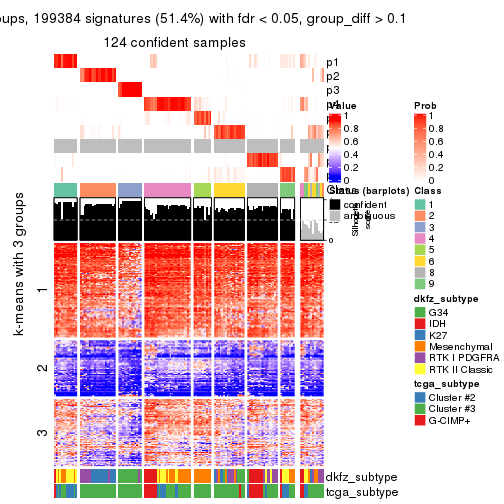 oups, 199384 signatures (51.4%) with fdr < 0.05, group_diff > 0.1
124 confident samples
p1
p2
p3
Value
1
0.8
0.6
0.4
0.2
0
Prob
1
0.8
0.6
0.4
0.2
0
Status (barplots)
confident
ambiguous
Class
Class
1
2
3
4
5
6
8
9
0
k-means with 3 groups
1
2
3
dkfz_subtype
G34
IDH
K27
Mesenchymal
RTK I PDGFRA
RTK II Classic
tcga_subtype
Cluster #2
Cluster #3
G-CIMP+
dkfz_subtype
tcga_subtype